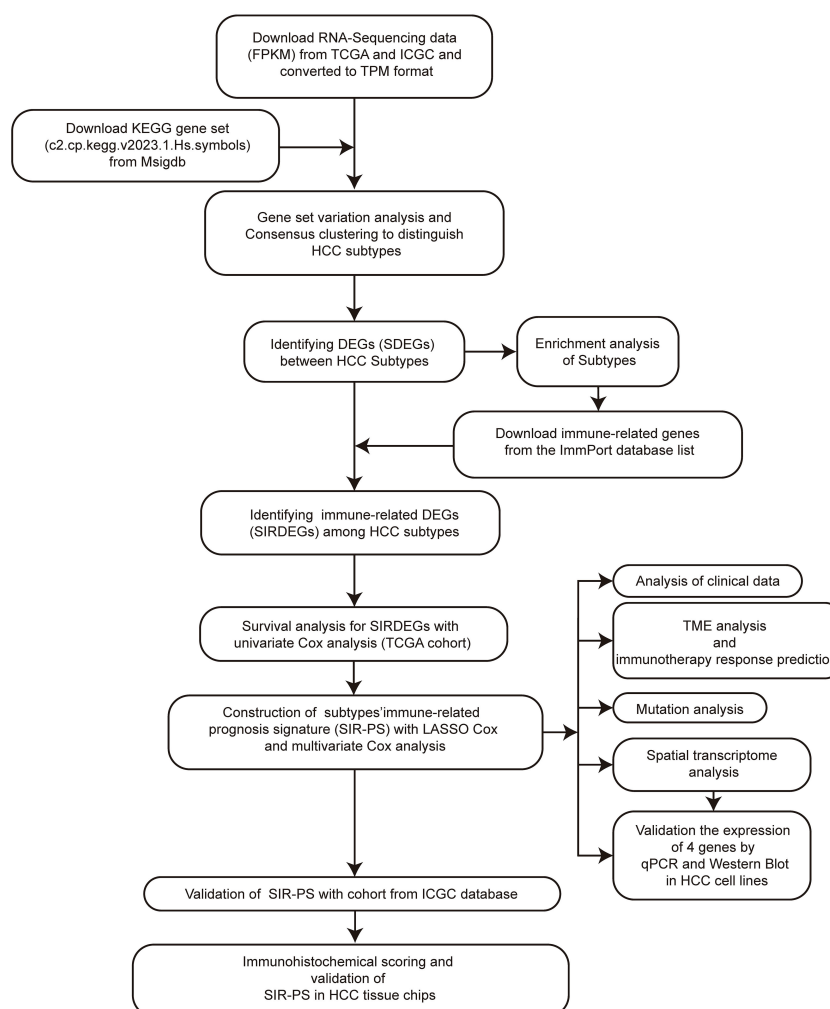 Download RNA-Sequencing data
(FPKM) from TCGA and ICGC and
converted to TPM format
Download KEGG gene set
(c2.cp.kegg.v2023.1.Hs.symbols)
from Msigdb
Gene set variation analysis and
Consensus clustering to distinguish
HCC subtypes
Identifying DEGs (SDEGs)
between HCC Subtypes
Enrichment analysis
of Subtypes
Download immune-related genes
from the ImmPort database list
Identifying immune-related DEGs
(SIRDEGs) among HCC subtypes
Survival analysis for SIRDEGs with
univariate Cox analysis (TCGA cohort)
Construction of subtypes'immune-related
prognosis signature (SIR-PS) with LASSO Cox
and multivariate Cox analysis
Analysis of clinical data
TME analysis
and
immunotherapy response prediction
Mutation analysis
Spatial transcriptome
analysis
Validation the expression
of 4 genes by
qPCR and Western Blot
in HCC cell lines
Validation of SIR-PS with cohort from ICGC database
Immunohistochemical scoring and
validation of
SIR-PS in HCC tissue chips